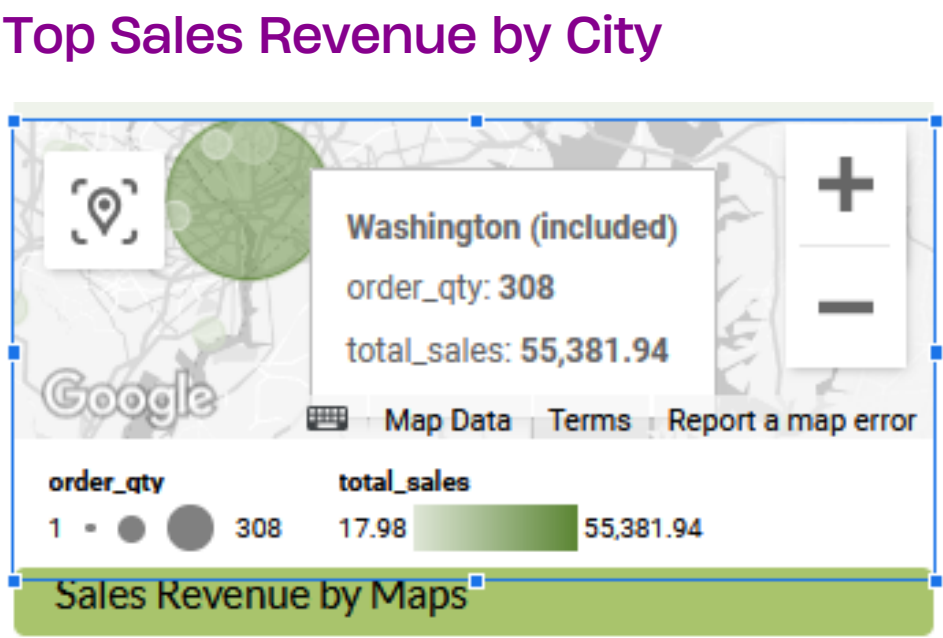 Top Sales Revenue by City
Washington (included)
order_qty: 308
total_sales: 55,381.94
Google
Map Data
Terms
Report a map error
order_qty
1
308
total_sales
17.98
55,381.94
Sales Revenue by Maps